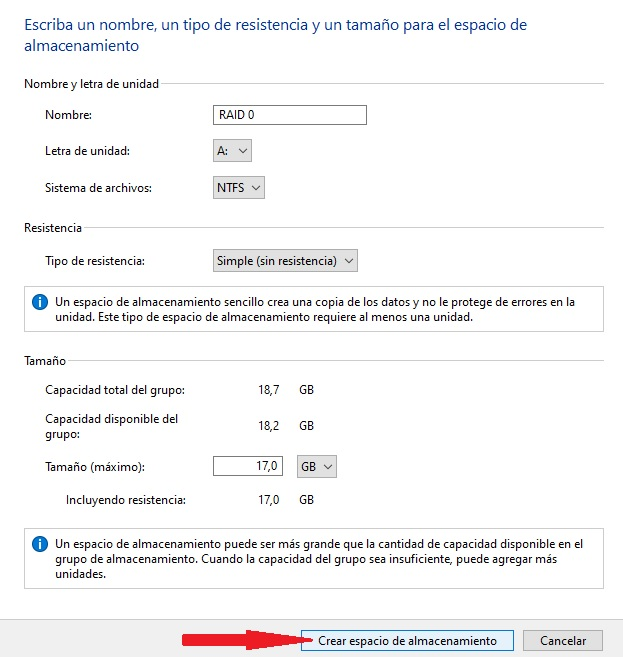 Escriba un nombre, un tipo de resistencia y un tamaño para el espacio de
almacenamiento
Nombre y letra de unidad
Nombre: RAID 0
Letra de unidad: A:
Sistema de archivos: NTFS
Resistencia
Tipo de resistencia: Simple (sin resistencia)
Un espacio de almacenamiento sencillo crea una copia de los datos y no le protege de errores en la
unidad. Este tipo de espacio de almacenamiento requiere al menos una unidad.
Tamaño
Capacidad total del grupo: 18,7 GB
Capacidad disponible del
grupo: 18,2 GB
Tamaño (máximo): 17,0 GB
Incluyendo resistencia: 17,0 GB
Un espacio de almacenamiento puede ser más grande que la cantidad de capacidad disponible en el
grupo de almacenamiento. Cuando la capacidad del grupo sea insuficiente, puede agregar más
unidades.
Crear espacio de almacenamiento Cancelar